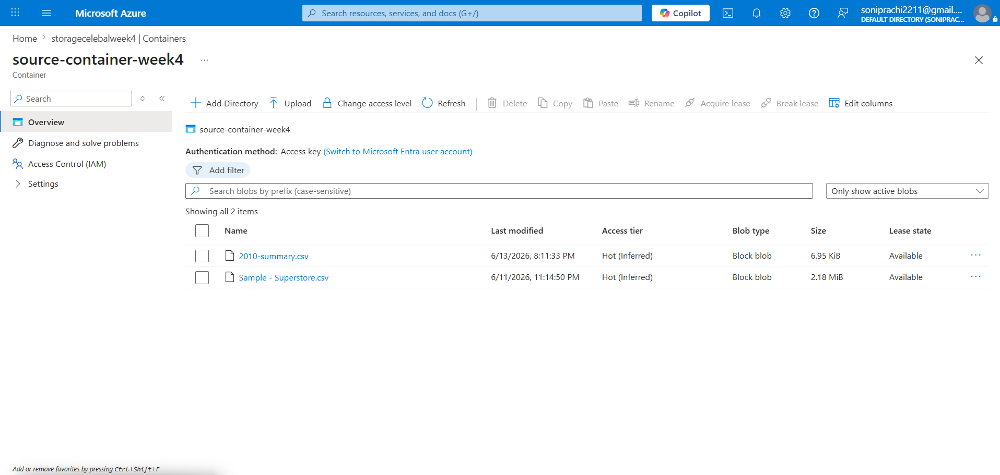 Microsoft Azure
Search resources, services, and docs (G+/)
Copilot
soniprachi2211@gmail....
DEFAULT DIRECTORY (SONIPRAC...
Home > storagecelebalweek4 | Containers
source-container-week4 ...
Container
Search
Overview
Diagnose and solve problems
Access Control (IAM)
Settings
Add Directory Upload Change access level Refresh Delete Copy Paste Rename Acquire lease Break lease Edit columns
source-container-week4
Authentication method: Access key (Switch to Microsoft Entra user account)
Add filter
Search blobs by prefix (case-sensitive)
Only show active blobs
Showing all 2 items
Name Last modified Access tier Blob type Size Lease state
2010-summary.csv 6/13/2026, 8:11:33 PM Hot (Inferred) Block blob 6.95 KiB Available ...
Sample - Superstore.csv 6/11/2026, 11:14:50 PM Hot (Inferred) Block blob 2.18 MiB Available ...
Add or remove favorites by pressing Ctrl+Shift+F